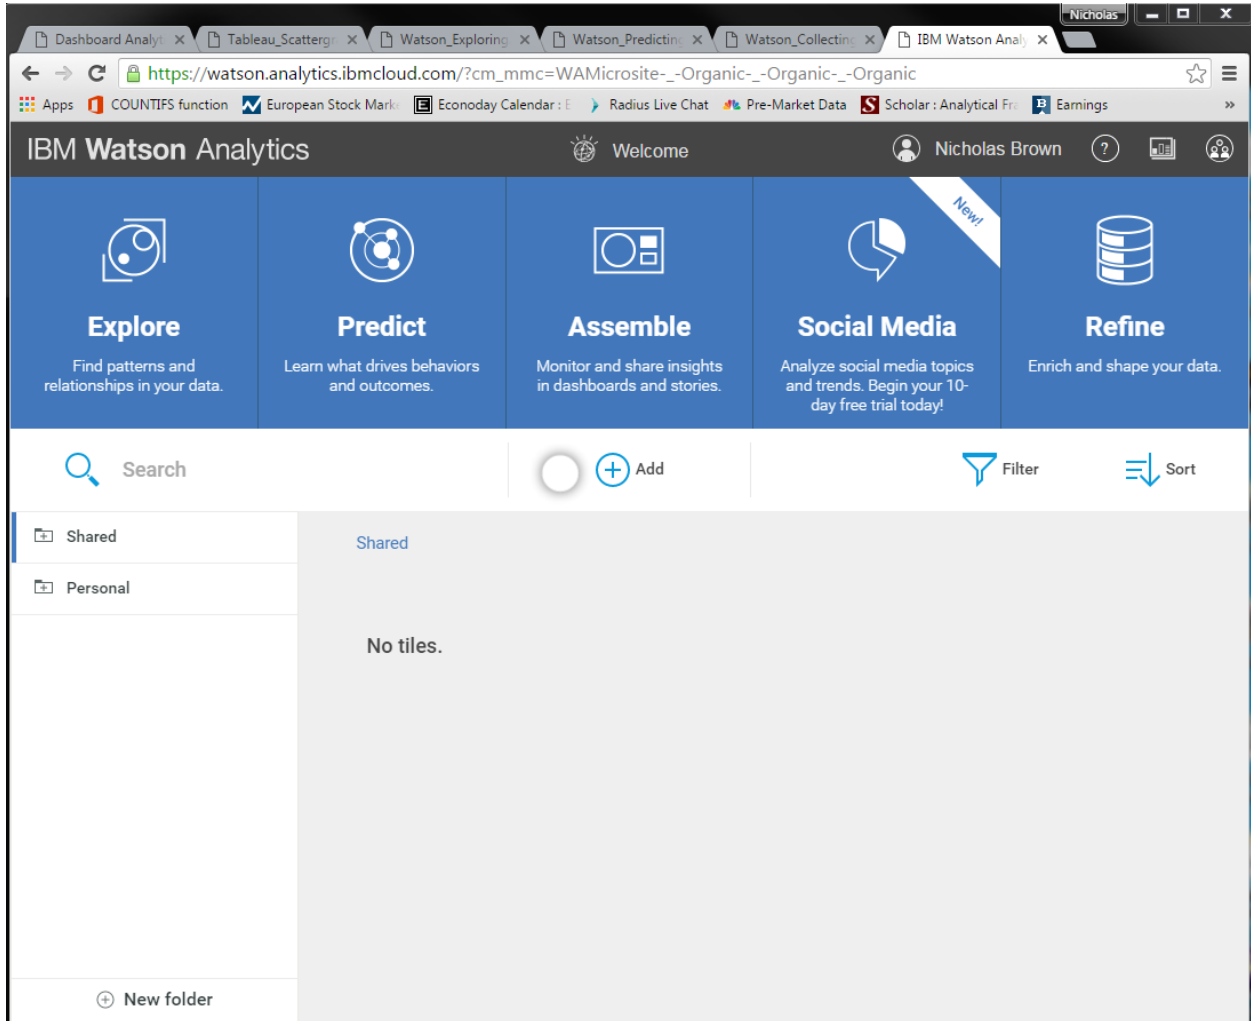 Nicholas
Dashboard Analyt
Tableau_Scattergr
Watson_Exploring
Watson_Predicting
Watson_Collecting
IBM Watson Analy
https://watson.analytics.ibmcloud.com/?cm_mmc=WAMicrosite-_-Organic-_-Organic-_-Organic
Apps COUNTIFS function European Stock Marke Econoday Calendar : E Radius Live Chat Pre-Market Data Scholar : Analytical Fra Earnings »
IBM Watson Analytics Welcome Nicholas Brown ?
New!
Explore
Find patterns and
relationships in your data.
Predict
Learn what drives behaviors
and outcomes.
Assemble
Monitor and share insights
in dashboards and stories.
Social Media
Analyze social media topics
and trends. Begin your 10-
day free trial today!
Refine
Enrich and shape your data.
Search Add Filter Sort
Shared
Personal
Shared
No tiles.
New folder